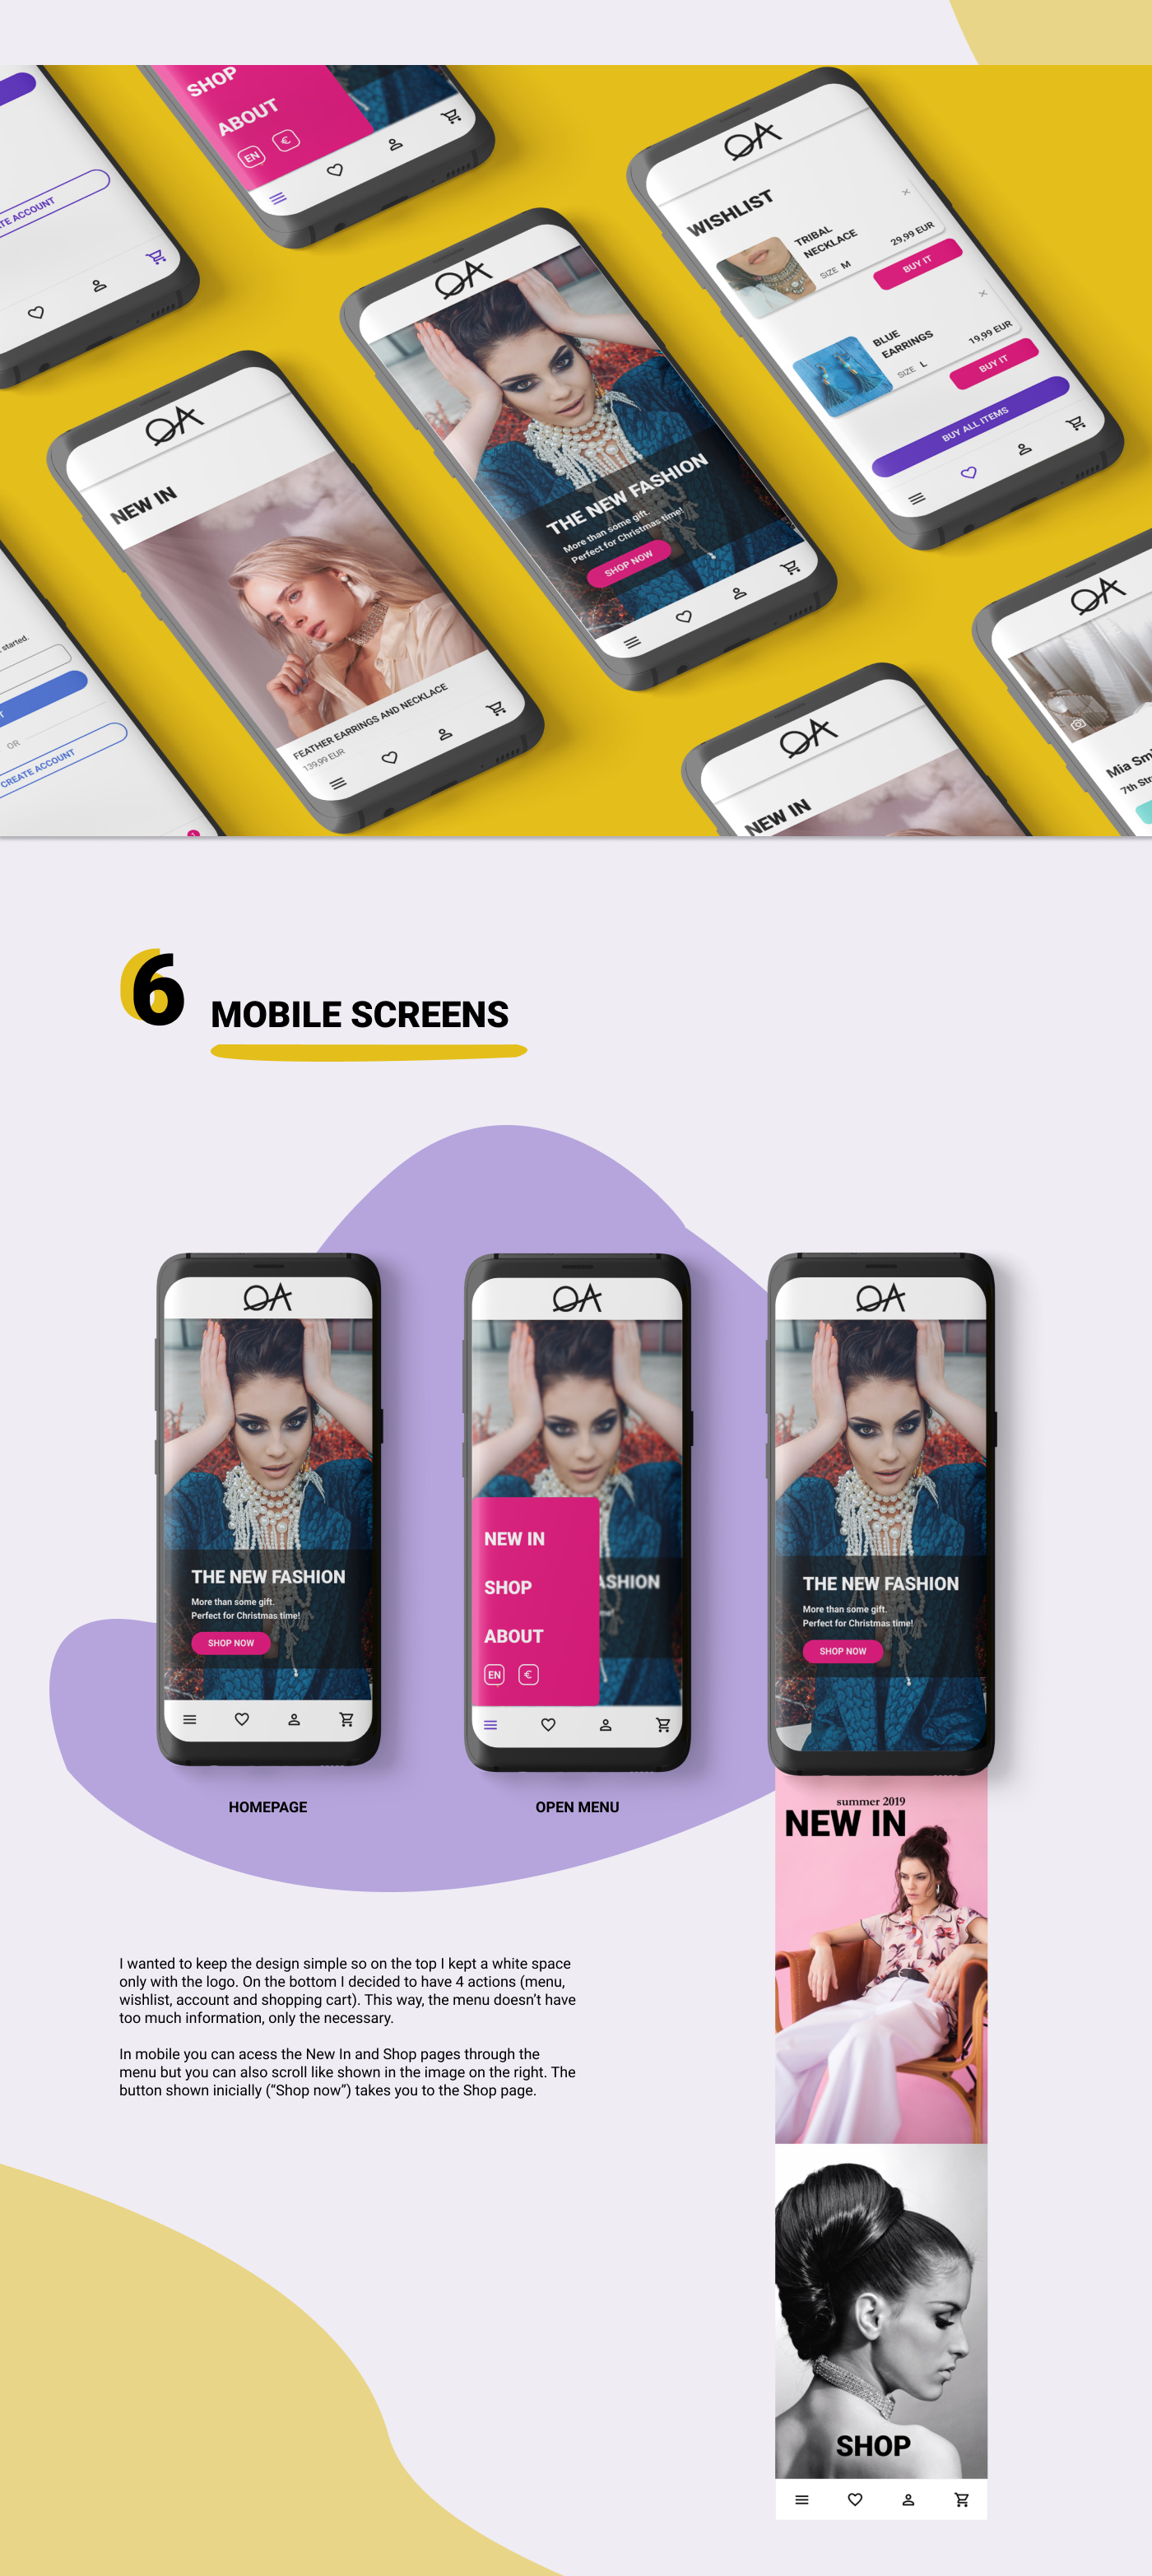 SHOP
ABOUT
EN €
TE ACCOUNT
OA
WISHLIST
TRIBAL
NECKLACE
SIZE M
29,99 EUR
BUY IT
BLUE
EARRINGS
SIZE L
19,99 EUR
BUY IT
BUY ALL ITEMS
OA
THE NEW FASHION
More than some gift.
Perfect for Christmas time!
SHOP NOW
OA
NEW IN
FEATHER EARRINGS AND NECKLACE
139,99 EUR
started.
OR
CREATE ACCOUNT
OA
NEW IN
OA
Mia Smi
7th Str
6
MOBILE SCREENS
OA
THE NEW FASHION
More than some gift.
Perfect for Christmas time!
SHOP NOW
HOMEPAGE
OA
NEW IN
SHOP
ABOUT
EN €
ASHION
OPEN MENU
OA
THE NEW FASHION
More than some gift.
Perfect for Christmas time!
SHOP NOW
summer 2019
NEW IN
SHOP
I wanted to keep the design simple so on the top I kept a white space
only with the logo. On the bottom I decided to have 4 actions (menu,
wishlist, account and shopping cart). This way, the menu doesn't have
too much information, only the necessary.
In mobile you can acess the New In and Shop pages through the
menu but you can also scroll like shown in the image on the right. The
button shown inicially (“Shop now”) takes you to the Shop page.